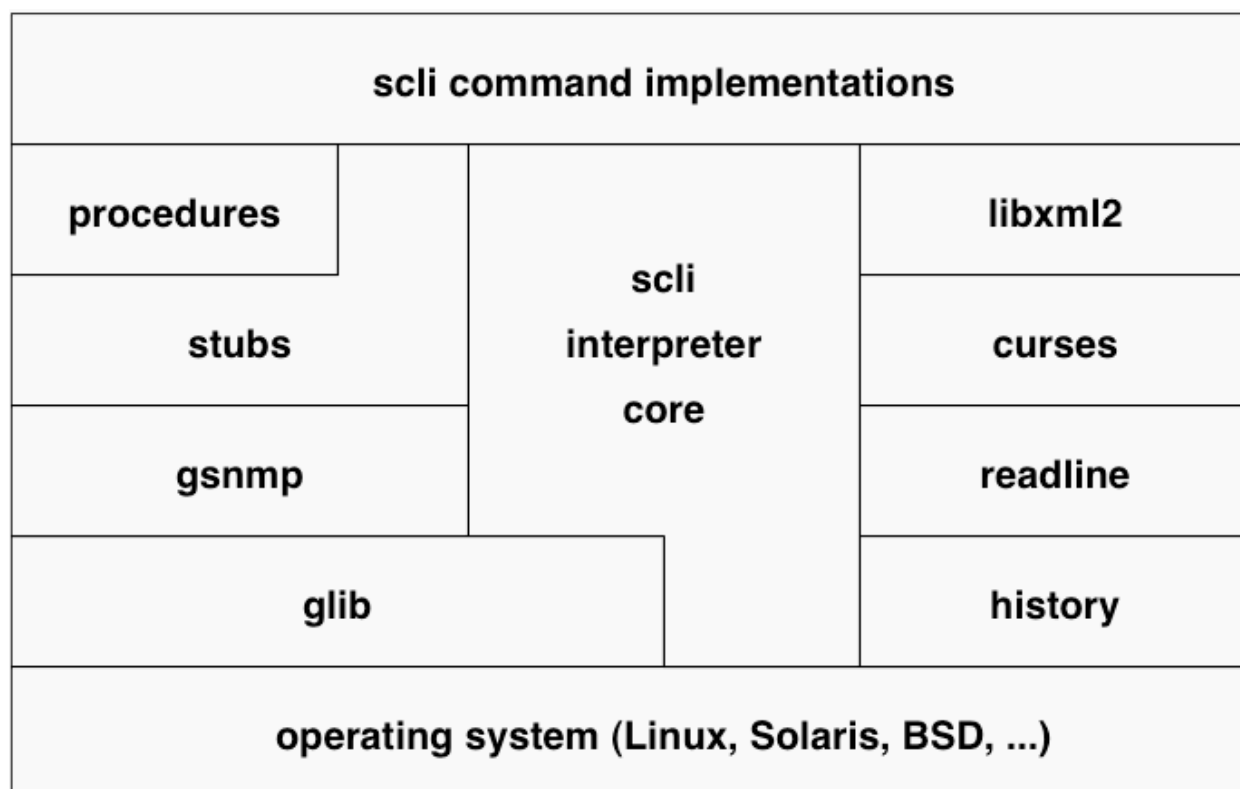 scli command implementations
procedures
libxml2
scli
interpreter
core
stubs
curses
gsnmp
readline
glib
history
operating system (Linux, Solaris, BSD, ...)